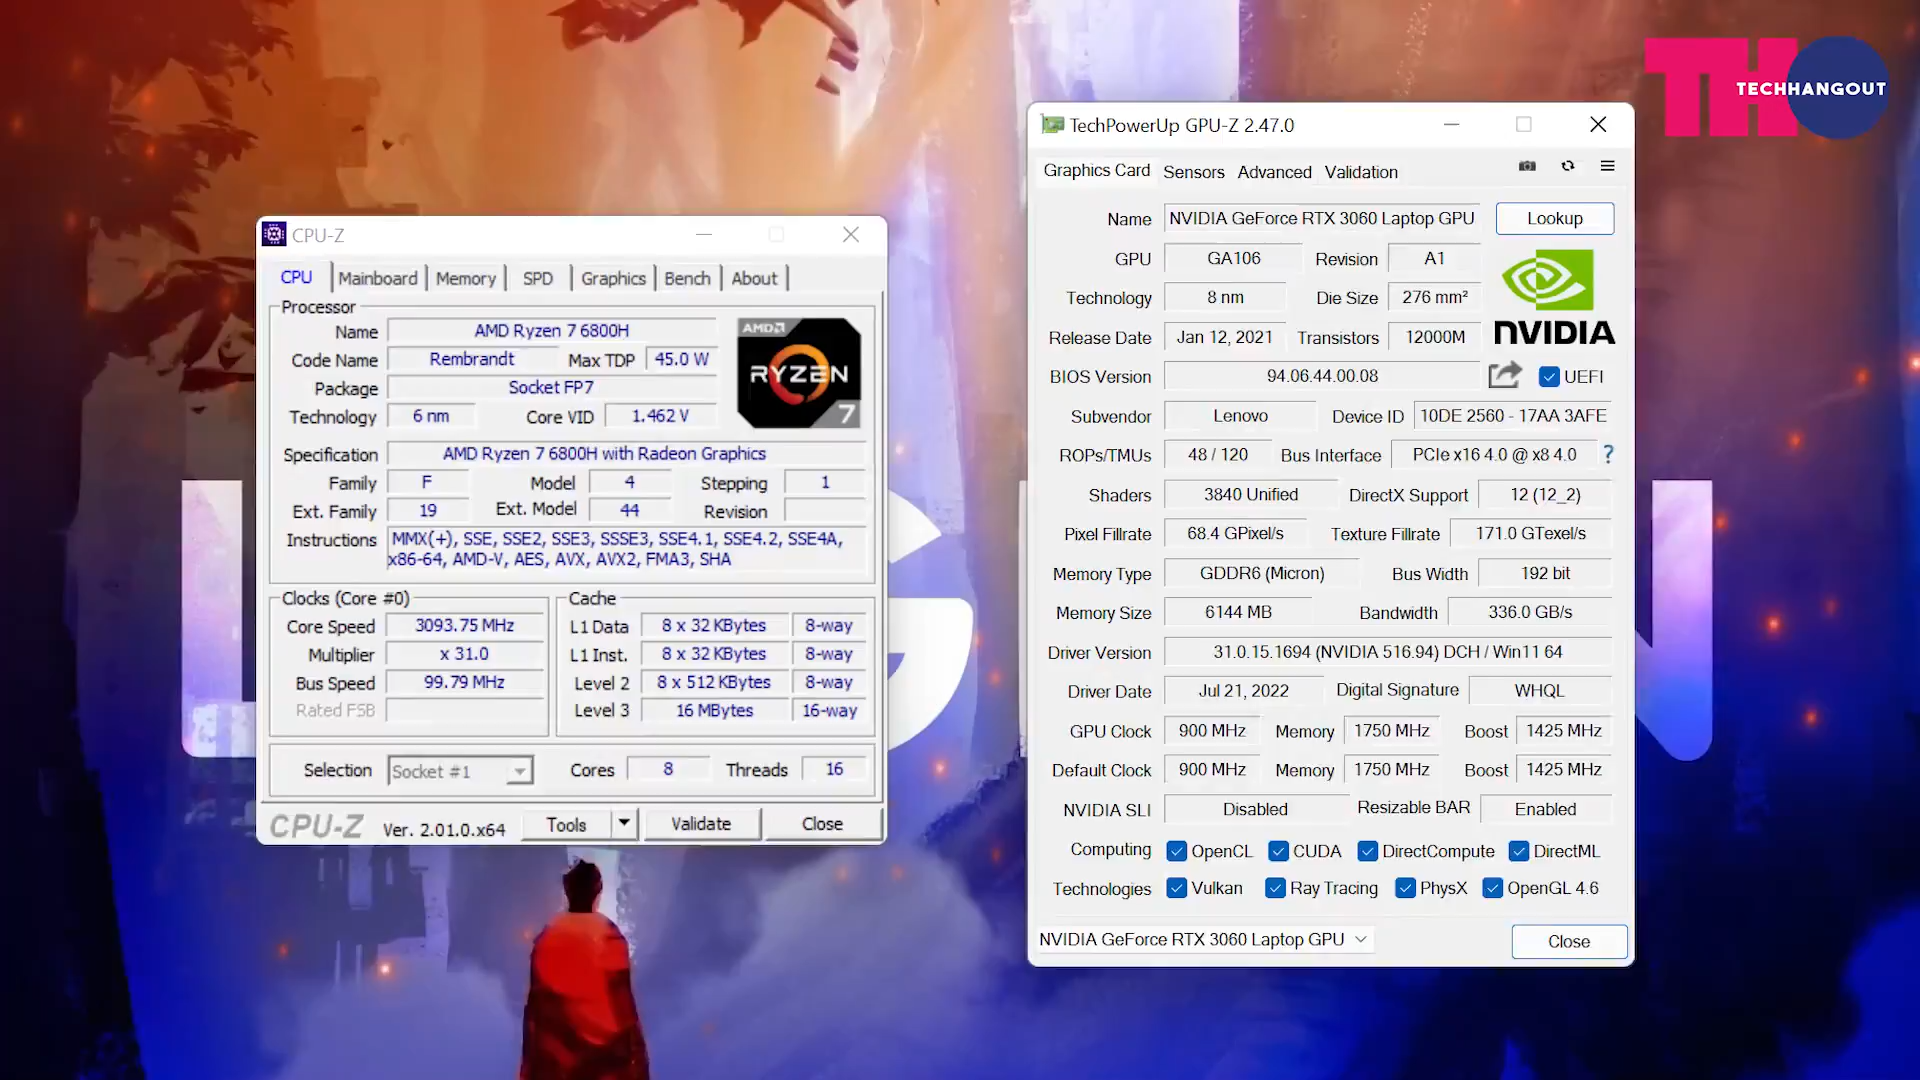 TECHHANGOUT
CPU-Z
CPU Mainboard Memory SPD Graphics Bench About
Processor
Name AMD Ryzen 7 6800H
Code Name Rembrandt Max TDP 45.0 W
Package Socket FP7
Technology 6 nm Core VID 1.462 V
AMD RYZEN 7
Specification AMD Ryzen 7 6800H with Radeon Graphics
Family F Model 4 Stepping 1
Ext. Family 19 Ext. Model 44 Revision
Instructions MMX(+), SSE, SSE2, SSE3, SSSE3, SSE4.1, SSE4.2, SSE4A,
x86-64, AMD-V, AES, AVX, AVX2, FMA3, SHA
Clocks (Core #0)
Core Speed 3093.75 MHz
Multiplier x 31.0
Bus Speed 99.79 MHz
Rated FSB
Cache
L1 Data 8 x 32 KBytes 8-way
L1 Inst. 8 x 32 KBytes 8-way
Level 2 8 x 512 KBytes 8-way
Level 3 16 MBytes 16-way
Selection Socket #1 Cores 8 Threads 16
CPU-Z Ver. 2.01.0.x64 Tools Validate Close
TechPowerUp GPU-Z 2.47.0
Graphics Card Sensors Advanced Validation
Name NVIDIA GeForce RTX 3060 Laptop GPU Lookup
GPU GA106 Revision A1
Technology 8 nm Die Size 276 mm²
Release Date Jan 12, 2021 Transistors 12000M
NVIDIA
BIOS Version 94.06.44.00.08 UEFI
Subvendor Lenovo Device ID 10DE 2560 - 17AA 3AFE
ROPs/TMUs 48 / 120 Bus Interface PCIe x16 4.0 @ x8 4.0 ?
Shaders 3840 Unified DirectX Support 12 (12_2)
Pixel Fillrate 68.4 GPixel/s Texture Fillrate 171.0 GTexel/s
Memory Type GDDR6 (Micron) Bus Width 192 bit
Memory Size 6144 MB Bandwidth 336.0 GB/s
Driver Version 31.0.15.1694 (NVIDIA 516.94) DCH / Win11 64
Driver Date Jul 21, 2022 Digital Signature WHQL
GPU Clock 900 MHz Memory 1750 MHz Boost 1425 MHz
Default Clock 900 MHz Memory 1750 MHz Boost 1425 MHz
NVIDIA SLI Disabled Resizable BAR Enabled
Computing OpenCL CUDA DirectCompute DirectML
Technologies Vulkan Ray Tracing PhysX OpenGL 4.6
NVIDIA GeForce RTX 3060 Laptop GPU Close